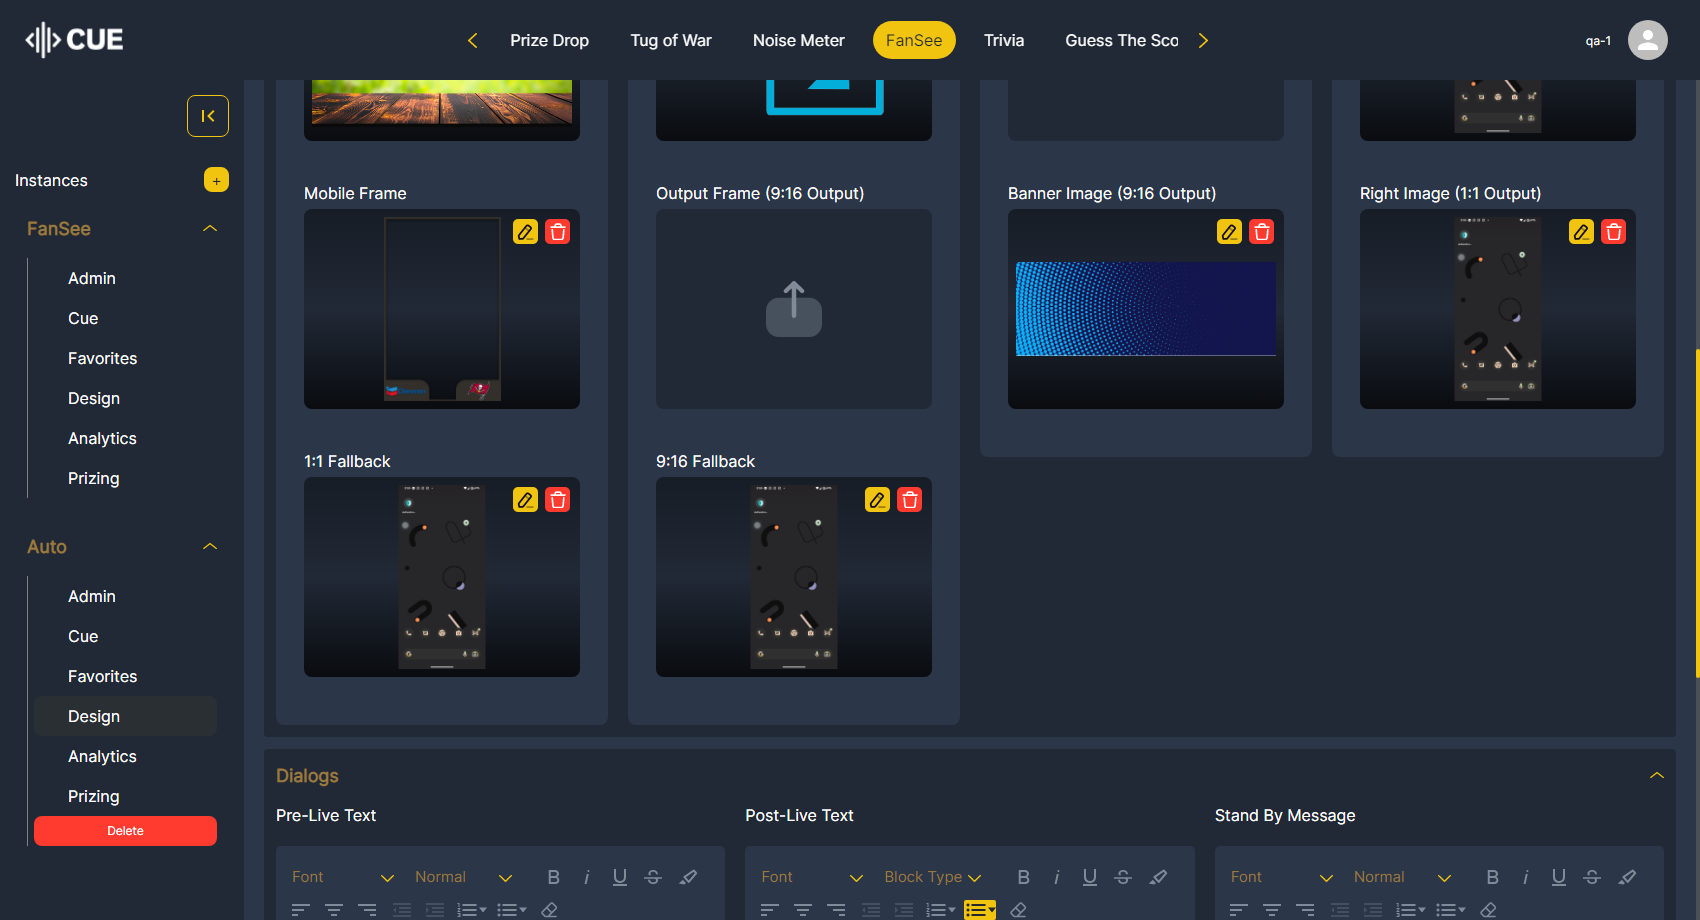 CUE
Prize Drop
Tug of War
Noise Meter
FanSee
Trivia
Guess The Sco
qa-1
Instances
+
FanSee
Admin
Cue
Favorites
Design
Analytics
Prizing
Auto
Admin
Cue
Favorites
Design
Analytics
Prizing
Delete
Mobile Frame
Output Frame (9:16 Output)
Banner Image (9:16 Output)
Right Image (1:1 Output)
1:1 Fallback
9:16 Fallback
Dialogs
Pre-Live Text
Post-Live Text
Stand By Message
Font
Normal
B i U S
Font
Block Type
B i U S
Font
Normal
B i U S